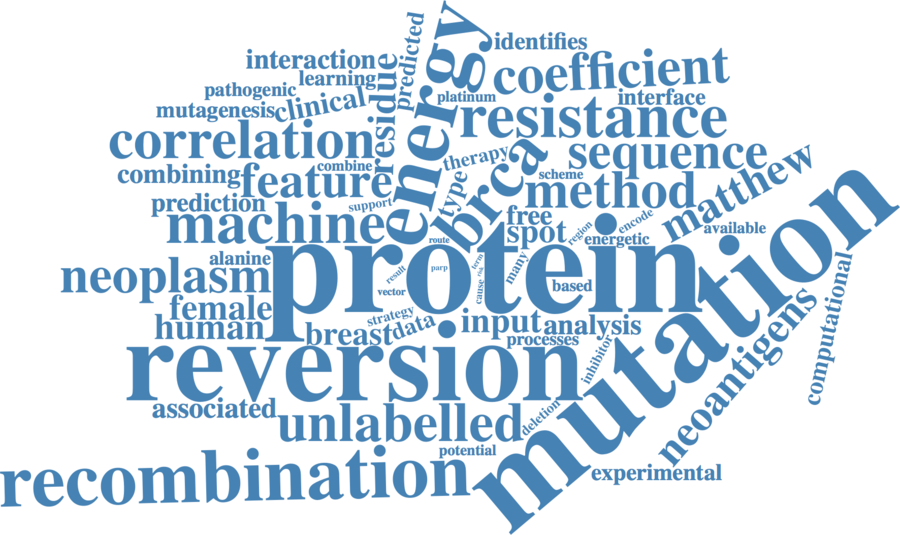 predicted
energy
identifies
interaction
coefficient
learning
residue
pathogenic
platinum
interface
mutagenesis
clinical
resistance
correlation
brca
therapy
sequence
combine
combining
feature
type
scheme
method
matthew
mutation
prediction
support
machine
free
spot
region
encode
available
route
energetic
protein
alanine
neoplasm
result
parp
term
risk
many
vector
cause
based
computational
female
strategy
human
breast
data
input
analysis
neoantigens
processes
inhibitor
reversion
associated
unlabelled
deletion
potential
recombination
experimental